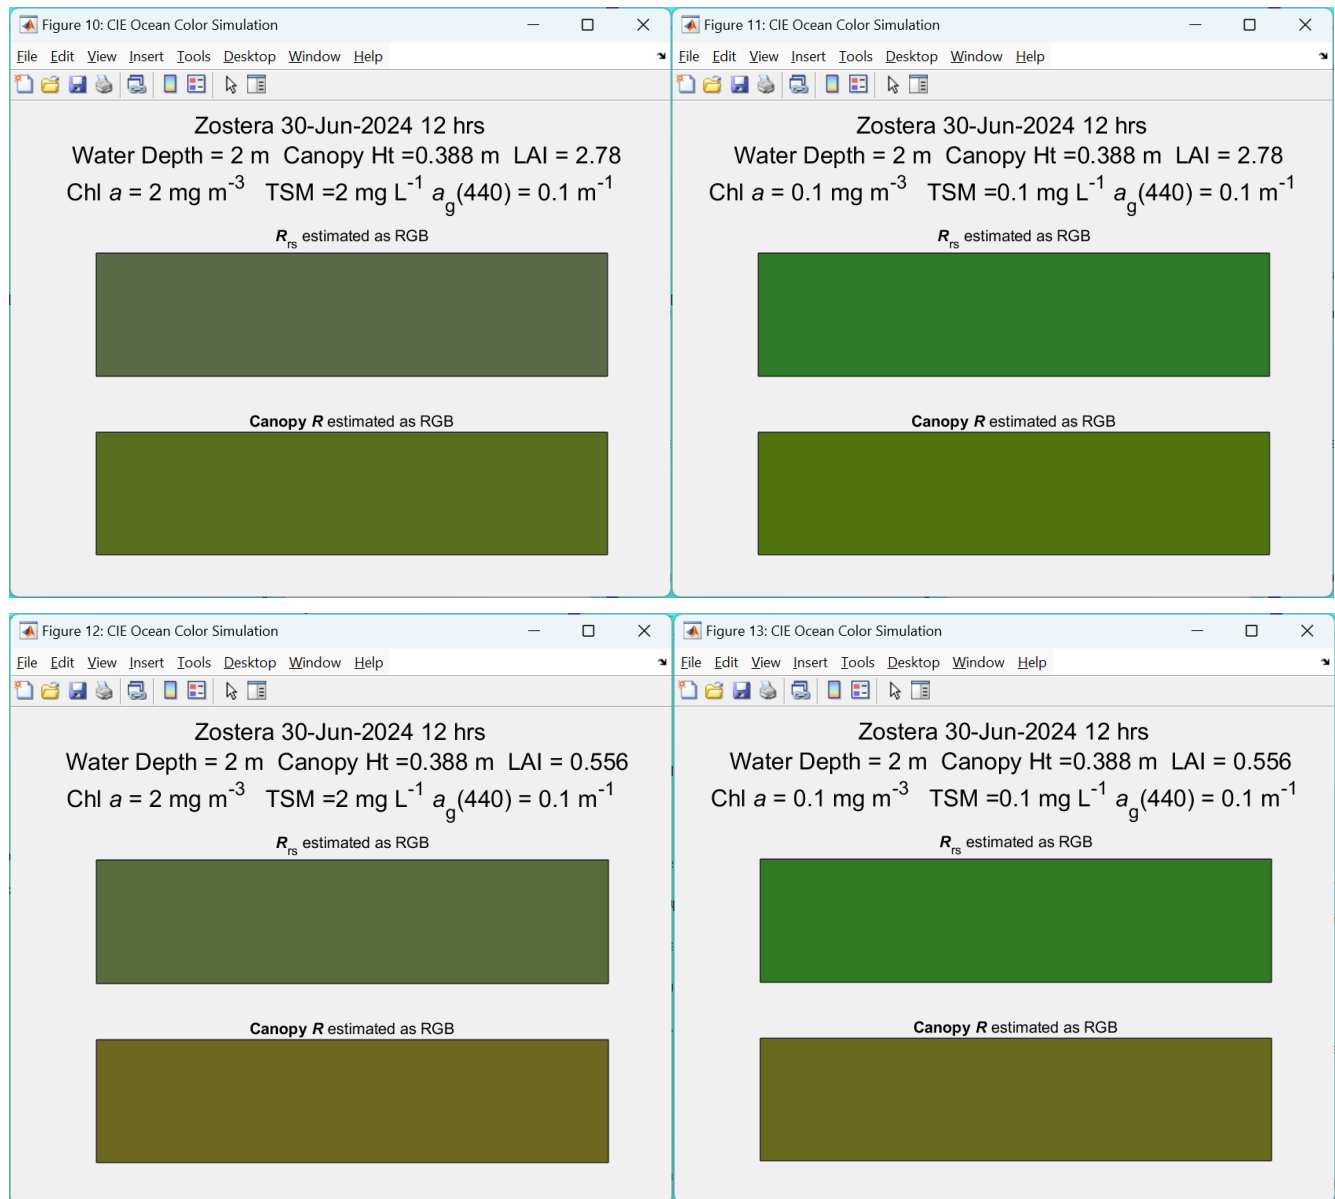 Figure 10: CIE Ocean Color Simulation
File Edit View Insert Tools Desktop Window Help
Zostera 30-Jun-2024 12 hrs
Water Depth = 2 m  Canopy Ht =0.388 m  LAI = 2.78
Chl a = 2 mg m⁻³   TSM =2 mg L⁻¹ a_g(440) = 0.1 m⁻¹
R_rs estimated as RGB
Canopy R estimated as RGB
Figure 11: CIE Ocean Color Simulation
File Edit View Insert Tools Desktop Window Help
Zostera 30-Jun-2024 12 hrs
Water Depth = 2 m  Canopy Ht =0.388 m  LAI = 2.78
Chl a = 0.1 mg m⁻³   TSM =0.1 mg L⁻¹ a_g(440) = 0.1 m⁻¹
R_rs estimated as RGB
Canopy R estimated as RGB
Figure 12: CIE Ocean Color Simulation
File Edit View Insert Tools Desktop Window Help
Zostera 30-Jun-2024 12 hrs
Water Depth = 2 m  Canopy Ht =0.388 m  LAI = 0.556
Chl a = 2 mg m⁻³   TSM =2 mg L⁻¹ a_g(440) = 0.1 m⁻¹
R_rs estimated as RGB
Canopy R estimated as RGB
Figure 13: CIE Ocean Color Simulation
File Edit View Insert Tools Desktop Window Help
Zostera 30-Jun-2024 12 hrs
Water Depth = 2 m  Canopy Ht =0.388 m  LAI = 0.556
Chl a = 0.1 mg m⁻³   TSM =0.1 mg L⁻¹ a_g(440) = 0.1 m⁻¹
R_rs estimated as RGB
Canopy R estimated as RGB